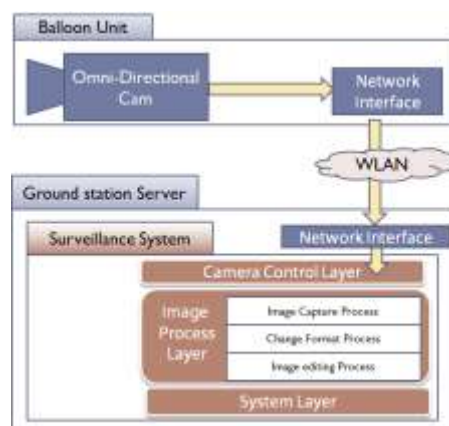 Balloon Unit
Omni-Directional
Cam
Network
Interface
WLAN
Ground station Server
Surveillance System
Network Interface
Camera Control Layer
Image
Process
Layer
Image Capture Process
Change Format Process
Image editing Process
System Layer